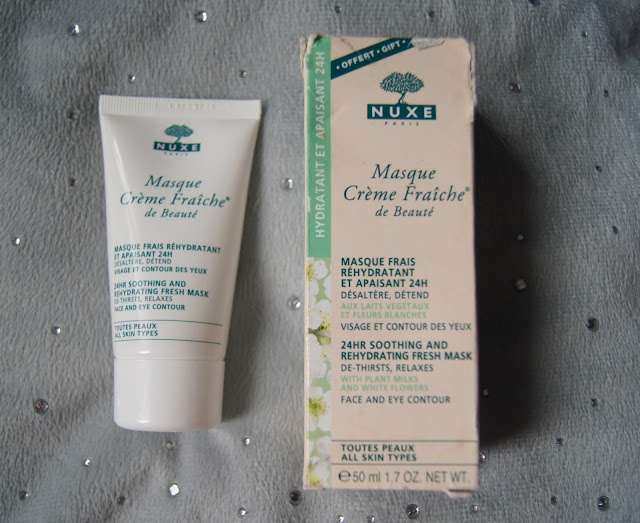 NUXE
PARIS
Masque
Crème Fraîche®
de Beauté
MASQUE FRAIS RÉHYDRATANT
ET APAISANT 24H
DÉSALTÈRE, DÉTEND
VISAGE ET CONTOUR DES YEUX
24HR SOOTHING AND
REHYDRATING FRESH MASK
DE-THIRSTS, RELAXES
FACE AND EYE CONTOUR
TOUTES PEAUX
ALL SKIN TYPES
• OFFERT • GIFT •
HYDRATANT ET APAISANT 24H
NUXE
PARIS
Masque
Crème Fraîche®
de Beauté
MASQUE FRAIS
RÉHYDRATANT
ET APAISANT 24H
DÉSALTÈRE, DÉTEND
AUX LAITS VÉGÉTAUX
ET FLEURS BLANCHES
VISAGE ET CONTOUR DES YEUX
24HR SOOTHING AND
REHYDRATING FRESH MASK
DE-THIRSTS, RELAXES
WITH PLANT MILKS
AND WHITE FLOWERS
FACE AND EYE CONTOUR
TOUTES PEAUX
ALL SKIN TYPES
℮ 50 ml 1.7 OZ. NET WT.